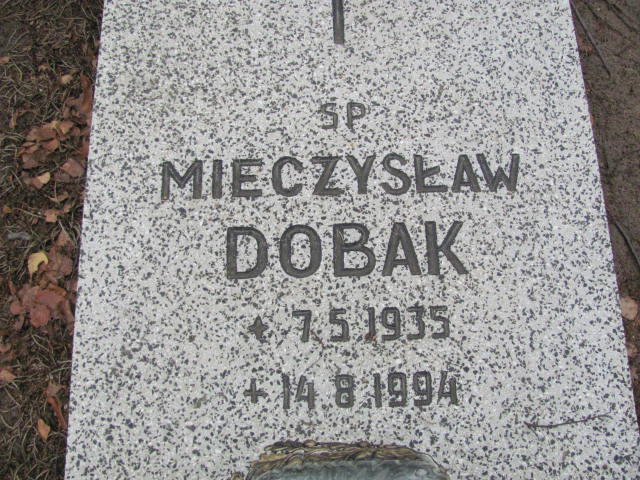 SP
MIECZYSŁAW
DOBAK
+ 7 5 1935
+ 14 8 1994